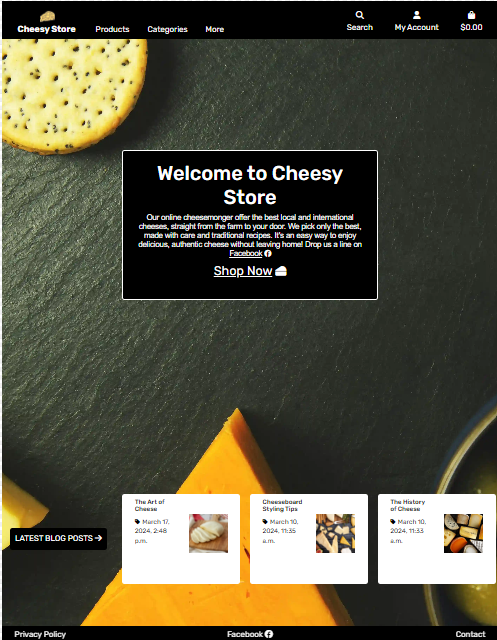 Cheesy Store
Products
Categories
More
Search
My Account
$0.00
Welcome to Cheesy
Store
Our online cheesemonger offer the best local and international
cheeses, straight from the farm to your door. We pick only the best,
made with care and traditional recipes. It's an easy way to enjoy
delicious, authentic cheese without leaving home! Drop us a line on
Facebook
Shop Now
LATEST BLOG POSTS
The Art of
Cheese
March 17,
2024, 2:48
p.m.
Cheeseboard
Styling Tips
March 10,
2024, 11:35
a.m.
The History
of Cheese
March 10,
2024, 11:33
a.m.
Privacy Policy
Facebook
Contact